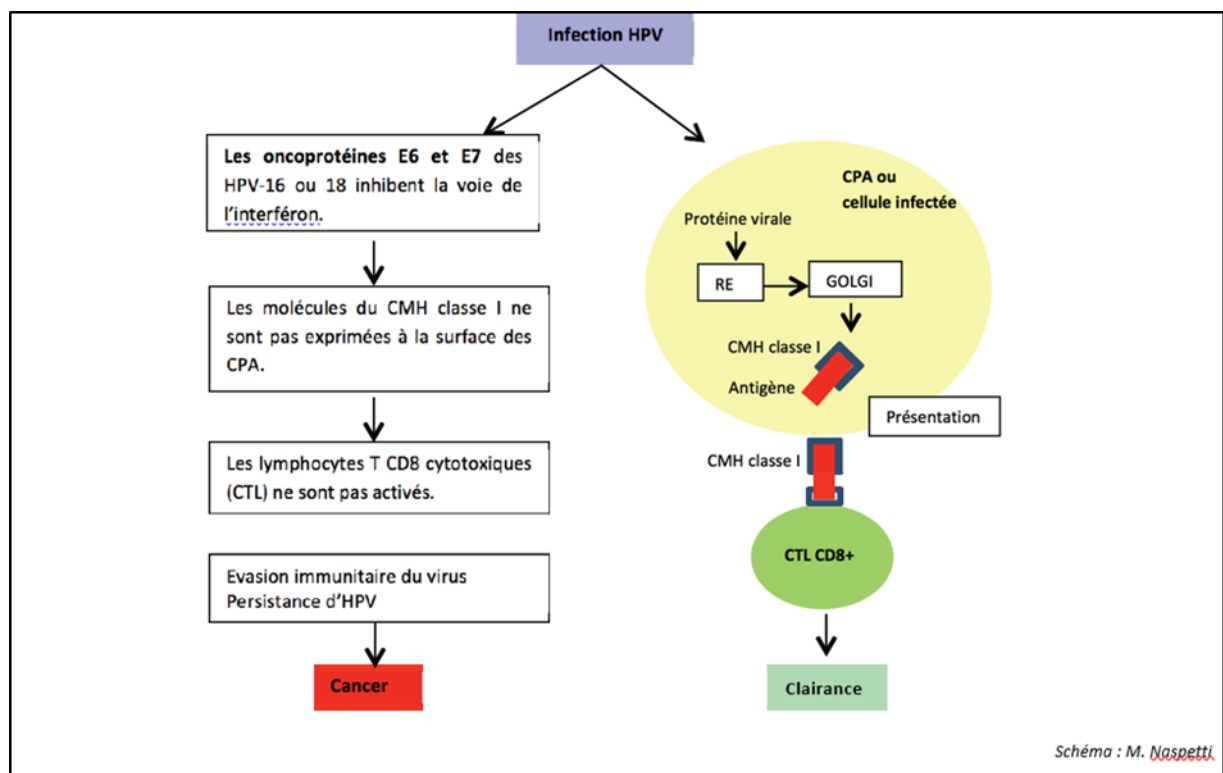 Infection HPV
Les oncoprotéines E6 et E7 des
HPV-16 ou 18 inhibent la voie de
l'interféron.
Les molécules du CMH classe I ne
sont pas exprimées à la surface des
CPA.
Les lymphocytes T CD8 cytotoxiques
(CTL) ne sont pas activés.
Evasion immunitaire du virus
Persistance d'HPV
Cancer
CPA ou
cellule infectée
Protéine virale
RE
GOLGI
CMH classe I
Antigène
Présentation
CMH classe I
CTL CD8+
Clairance
Schéma : M. Naspetti